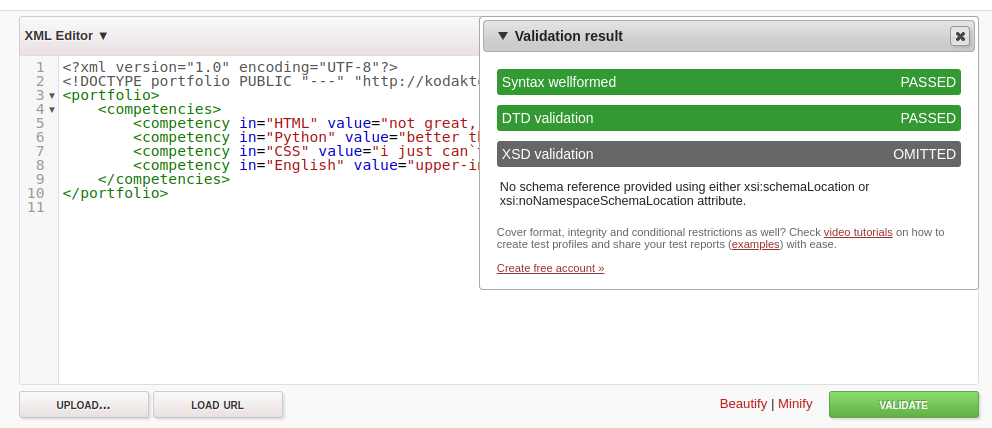 XML Editor ▼
1 <?xml version="1.0" encoding="UTF-8"?>
2 <!DOCTYPE portfolio PUBLIC "---" "http://kodakt
3 <portfolio>
4 <competencies>
5 <competency in="HTML" value="not great,
6 <competency in="Python" value="better th
7 <competency in="CSS" value="i just can`t
8 <competency in="English" value="upper-in
9 </competencies>
10 </portfolio>
11
▼ Validation result
Syntax wellformed PASSED
DTD validation PASSED
XSD validation OMITTED
No schema reference provided using either xsi:schemaLocation or
xsi:noNamespaceSchemaLocation attribute.
Cover format, integrity and conditional restrictions as well? Check video tutorials on how to
create test profiles and share your test reports (examples) with ease.
Create free account »
UPLOAD... LOAD URL Beautify | Minify VALIDATE